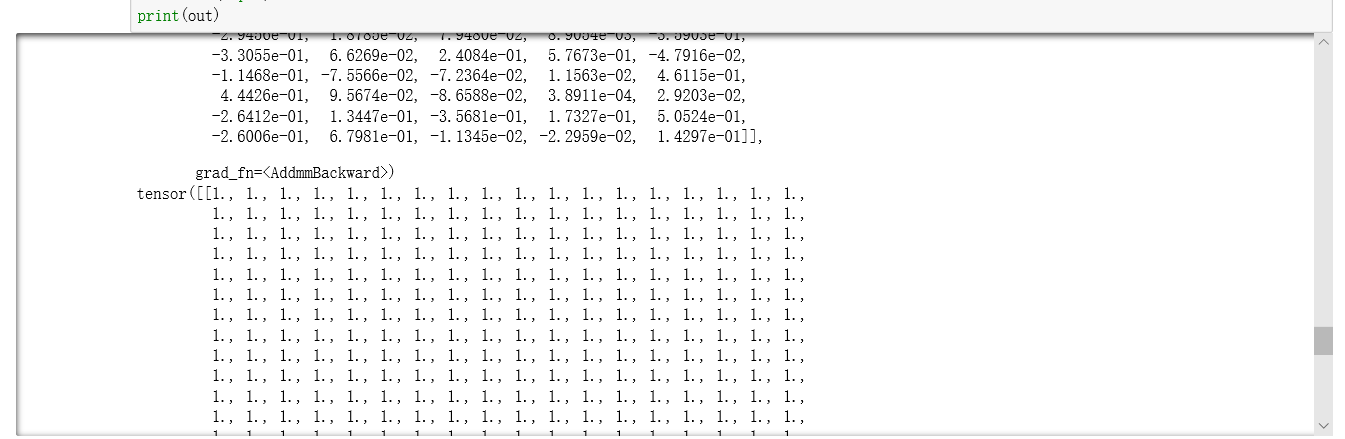 print(out)
-2.9456e-01, 1.8785e-02, 7.9480e-02, 8.9054e-03, -3.5903e-01,
-3.3055e-01, 6.6269e-02, 2.4084e-01, 5.7673e-01, -4.7916e-02,
-1.1468e-01, -7.5566e-02, -7.2364e-02, 1.1563e-02, 4.6115e-01,
4.4426e-01, 9.5674e-02, -8.6588e-02, 3.8911e-04, 2.9203e-02,
-2.6412e-01, 1.3447e-01, -3.5681e-01, 1.7327e-01, 5.0524e-01,
-2.6006e-01, 6.7981e-01, -1.1345e-02, -2.2959e-02, 1.4297e-01]],
grad_fn=<AddmmBackward>)
tensor([[1., 1., 1., 1., 1., 1., 1., 1., 1., 1., 1., 1., 1., 1., 1., 1., 1., 1.,
1., 1., 1., 1., 1., 1., 1., 1., 1., 1., 1., 1., 1., 1., 1., 1., 1., 1.,
1., 1., 1., 1., 1., 1., 1., 1., 1., 1., 1., 1., 1., 1., 1., 1., 1., 1.,
1., 1., 1., 1., 1., 1., 1., 1., 1., 1., 1., 1., 1., 1., 1., 1., 1., 1.,
1., 1., 1., 1., 1., 1., 1., 1., 1., 1., 1., 1., 1., 1., 1., 1., 1., 1.,
1., 1., 1., 1., 1., 1., 1., 1., 1., 1., 1., 1., 1., 1., 1., 1., 1., 1.,
1., 1., 1., 1., 1., 1., 1., 1., 1., 1., 1., 1., 1., 1., 1., 1., 1., 1.,
1., 1., 1., 1., 1., 1., 1., 1., 1., 1., 1., 1., 1., 1., 1., 1., 1., 1.,
1., 1., 1., 1., 1., 1., 1., 1., 1., 1., 1., 1., 1., 1., 1., 1., 1., 1.,
1., 1., 1., 1., 1., 1., 1., 1., 1., 1., 1., 1., 1., 1., 1., 1., 1., 1.,
1., 1., 1., 1., 1., 1., 1., 1., 1., 1., 1., 1., 1., 1., 1., 1., 1., 1.,
1., 1., 1., 1., 1., 1., 1., 1., 1., 1., 1., 1., 1., 1., 1., 1., 1., 1.,